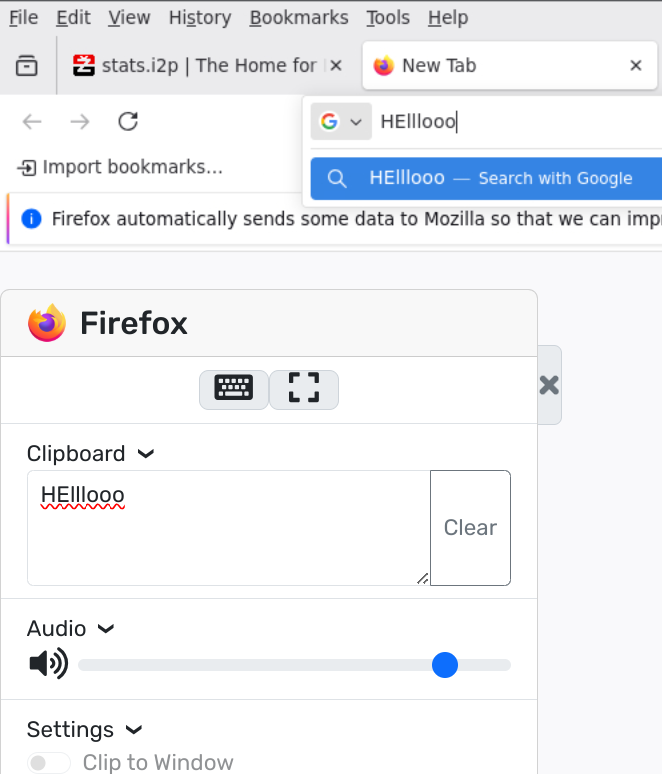 File Edit View History Bookmarks Tools Help
stats.i2p | The Home for
New Tab
HElllooo
Import bookmarks...
HElllooo — Search with Google
Firefox automatically sends some data to Mozilla so that we can impr
Firefox
Clipboard
HElllooo
Clear
Audio
Settings
Clip to Window